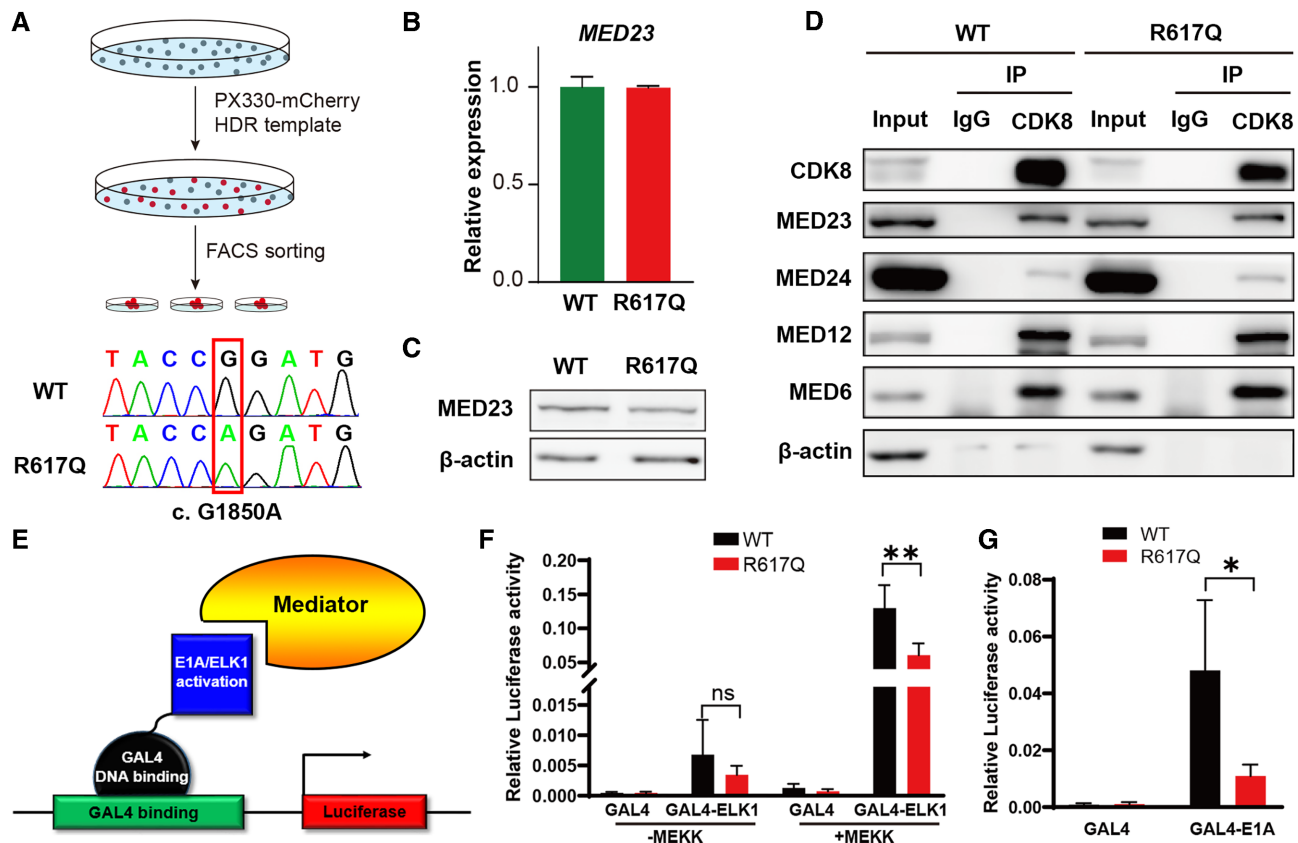 A
PX330-mCherry
HDR template
FACS sorting
T A C C G G A T G
WT
T A C C A G A T G
R617Q
c. G1850A
B
MED23
Relative expression
1.0
0.5
0.0
WT R617Q
C
WT R617Q
MED23
β-actin
D
WT R617Q
IP IP
Input IgG CDK8 Input IgG CDK8
CDK8
MED23
MED24
MED12
MED6
β-actin
E
Mediator
E1A/ELK1
activation
GAL4
DNA binding
GAL4 binding
Luciferase
F
WT
R617Q
Relative Luciferase activity
0.20
0.15
0.10
0.05
0.015
0.010
0.005
0.000
ns
**
GAL4 GAL4-ELK1 GAL4 GAL4-ELK1
-MEKK +MEKK
G
WT
R617Q
Relative Luciferase activity
0.08
0.06
0.04
0.02
0.00
*
GAL4 GAL4-E1A